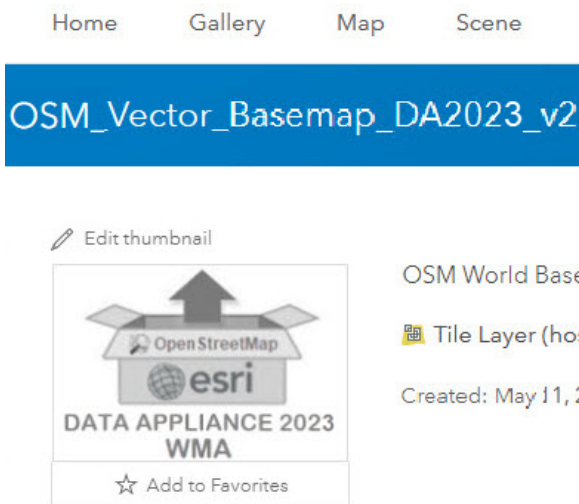 Home Gallery Map Scene
OSM_Vector_Basemap_DA2023_v2
Edit thumbnail
OpenStreetMap
esri
DATA APPLIANCE 2023
WMA
Add to Favorites
OSM World Base
Tile Layer (hos
Created: May 11, 2